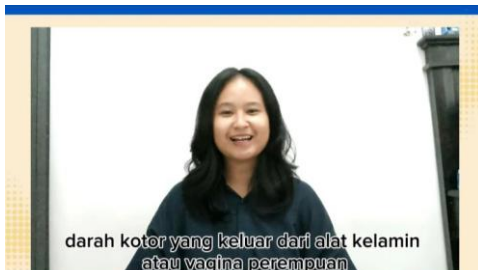 darah kotor yang keluar dari alat kelamin
atau vagina perempuan